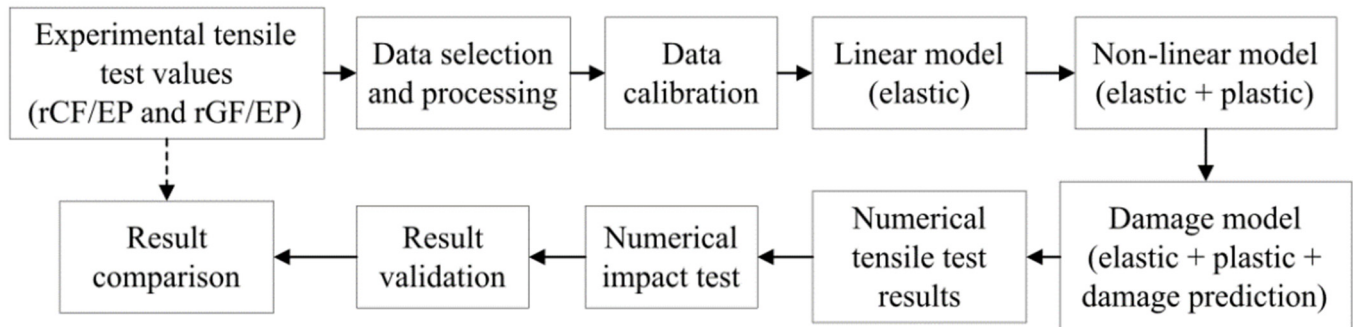 Experimental tensile
test values
(rCF/EP and rGF/EP)
Data selection
and processing
Data
calibration
Linear model
(elastic)
Non-linear model
(elastic + plastic)
Damage model
(elastic + plastic +
damage prediction)
Numerical
tensile test
results
Numerical
impact test
Result
validation
Result
comparison